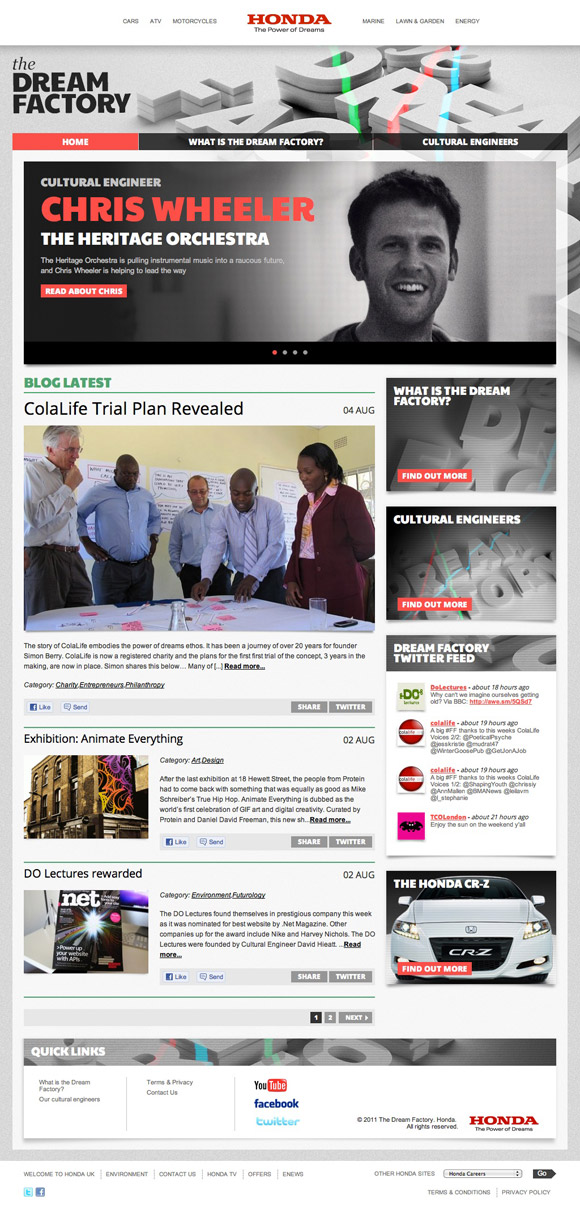 CARS ATV MOTORCYCLES
HONDA
The Power of Dreams
MARINE LAWN & GARDEN ENERGY
the
DREAM
FACTORY
HOME WHAT IS THE DREAM FACTORY? CULTURAL ENGINEERS
CULTURAL ENGINEER
CHRIS WHEELER
THE HERITAGE ORCHESTRA
The Heritage Orchestra is pulling instrumental music into a raucous future,
and Chris Wheeler is helping to lead the way
READ ABOUT CHRIS
BLOG LATEST
ColaLife Trial Plan Revealed 04 AUG
The story of ColaLife embodies the power of dreams ethos. It has been a journey of over 20 years for founder
Simon Berry. ColaLife is now a registered charity and the plans for the first first trial of the concept, 3 years in the
making, are now in place. Simon shares this below… Many of [...] Read more...
Category: Charity,Entrepreneurs,Philanthropy
Like Send SHARE TWITTER
Exhibition: Animate Everything 02 AUG
Category: Art,Design
After the last exhibition at 18 Hewett Street, the people from Protein
had to come back with something that was equally as good as Mike
Schreiber's True Hip Hop. Animate Everything is dubbed as the
world's first celebration of GIF art and digital creativity. Curated by
Protein and Daniel David Freeman, this new sh...Read more...
Like Send SHARE TWITTER
DO Lectures rewarded 02 AUG
net
Power up
your website
with APIs
Category: Environment,Futurology
The DO Lectures found themselves in prestigious company this week
as it was nominated for best website by .Net Magazine. Other
companies up for the award include Nike and Harvey Nichols. The DO
Lectures were founded by Cultural Engineer David Hieatt. ...Read
more...
Like Send SHARE TWITTER
1 2 NEXT
WHAT IS THE DREAM
FACTORY?
FIND OUT MORE
CULTURAL ENGINEERS
FIND OUT MORE
DREAM FACTORY
TWITTER FEED
DO
Lectures
DoLectures - about 18 hours ago
Why can't we imagine ourselves getting
old? Via BBC: http://awe.sm/5QSd7
colalife
colalife - about 19 hours ago
A big #FF thanks to this weeks ColaLife
Voices 2/2: @PoeticalPsyche
@jesskristie @mudrat47
@WinterGoosePub @GetJonAJob
colalife
colalife - about 19 hours ago
A big #FF thanks to this weeks ColaLife
Voices 1/2: @ShapingYouth @chrissiy
@AnnMallen @BMANews @leilavm
@l_stephanie
TCOLondon - about 21 hours ago
Enjoy the sun on the weekend y'all
THE HONDA CR-Z
CR-Z
FIND OUT MORE
QUICK LINKS
What is the Dream
Factory?
Our cultural engineers
Terms & Privacy
Contact Us
YouTube
facebook
twitter
© 2011 The Dream Factory. Honda.
All rights reserved.
HONDA
The Power of Dreams
WELCOME TO HONDA UK ENVIRONMENT CONTACT US HONDA TV OFFERS ENEWS
OTHER HONDA SITES Honda Careers Go
TERMS & CONDITIONS PRIVACY POLICY